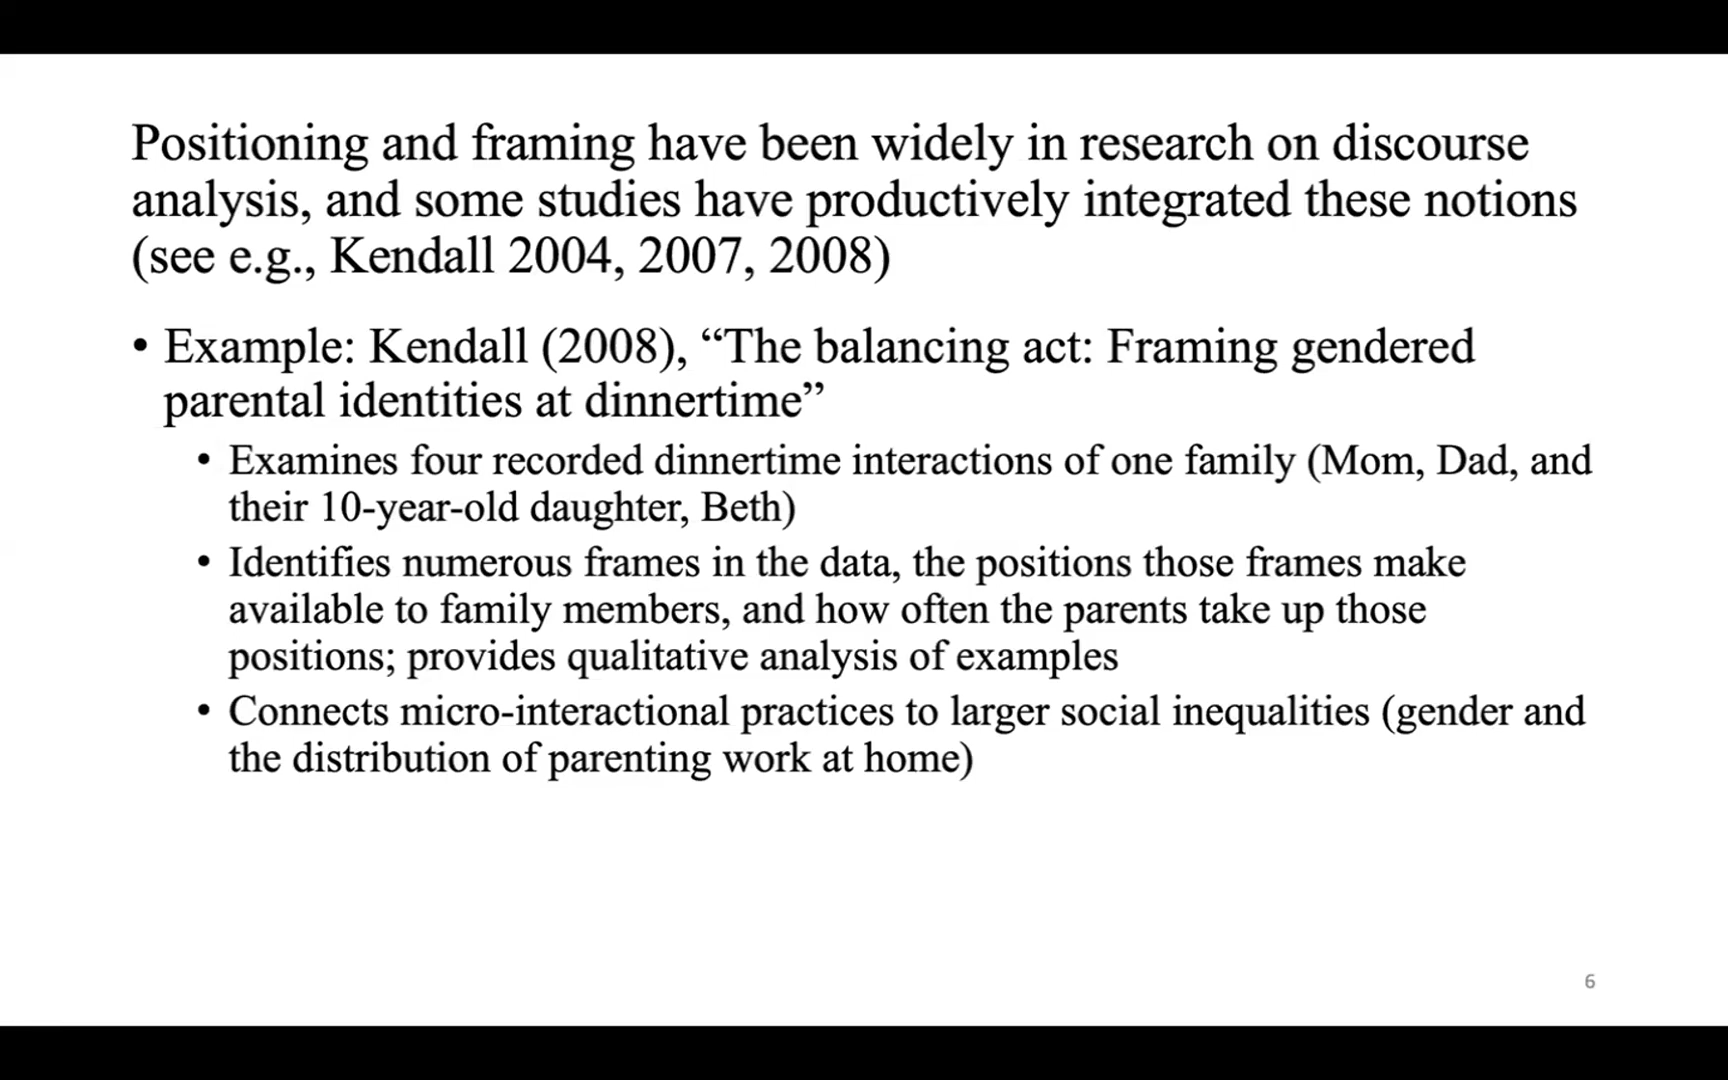 Positioning and framing have been widely in research on discourse
analysis, and some studies have productively integrated these notions
(see e.g., Kendall 2004, 2007, 2008)
• Example: Kendall (2008), “The balancing act: Framing gendered
parental identities at dinnertime”
• Examines four recorded dinnertime interactions of one family (Mom, Dad, and
their 10-year-old daughter, Beth)
• Identifies numerous frames in the data, the positions those frames make
available to family members, and how often the parents take up those
positions; provides qualitative analysis of examples
• Connects micro-interactional practices to larger social inequalities (gender and
the distribution of parenting work at home)
6